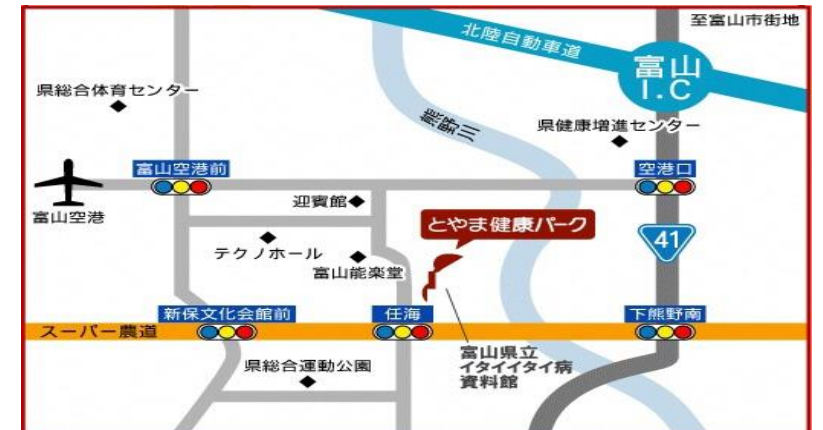 至富山市街地
北陸自動車道
富山
I.C
県総合体育センター
熊野川
県健康増進センター
富山空港前
空港口
富山空港
迎賓館
とやま健康パーク
41
テクノホール
富山能楽堂
新保文化会館前
任海
下熊野南
スーパー農道
富山県立
イタイイタイ病
資料館
県総合運動公園